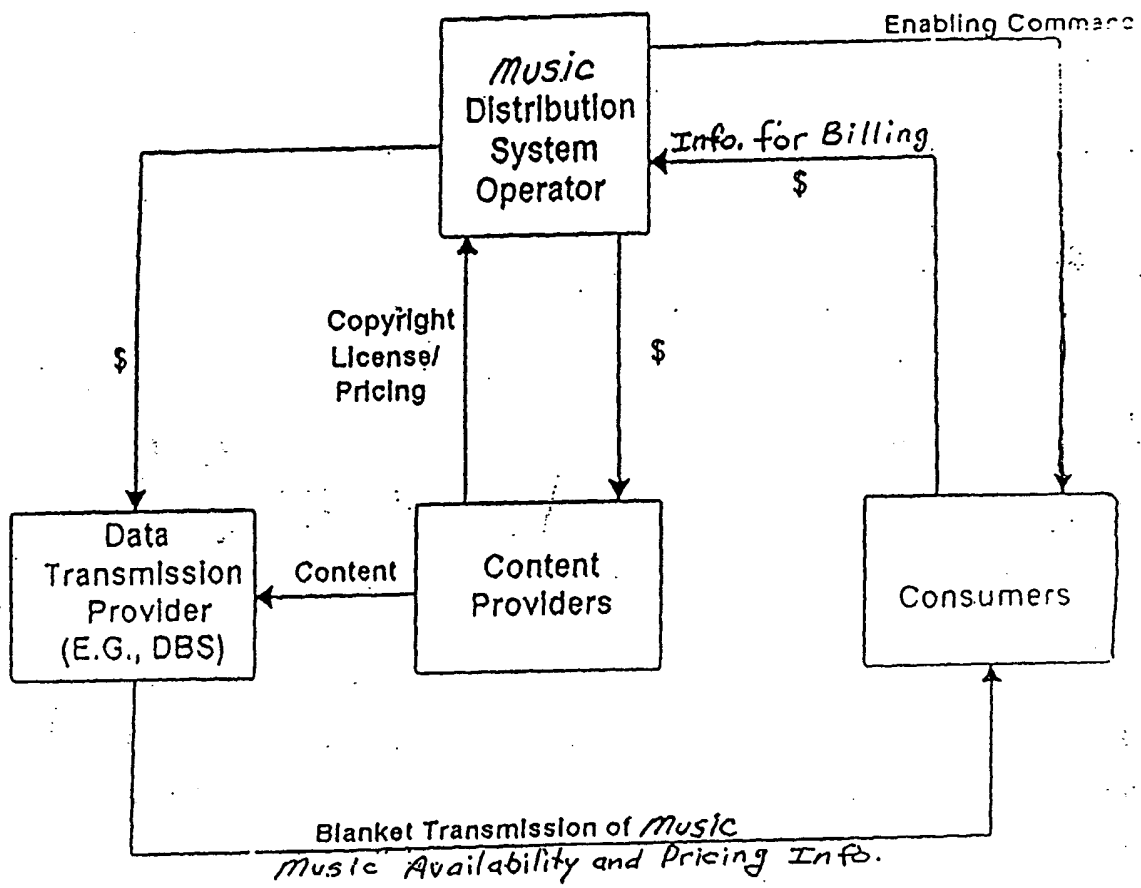 Enabling Command
Music
Distribution
System
Operator
Info. for Billing
$
Copyright
License/
Pricing
$
$
Data
Transmission
Provider
(E.G., DBS)
Content
Content
Providers
Consumers
Blanket Transmission of Music
Music Availability and Pricing Info.